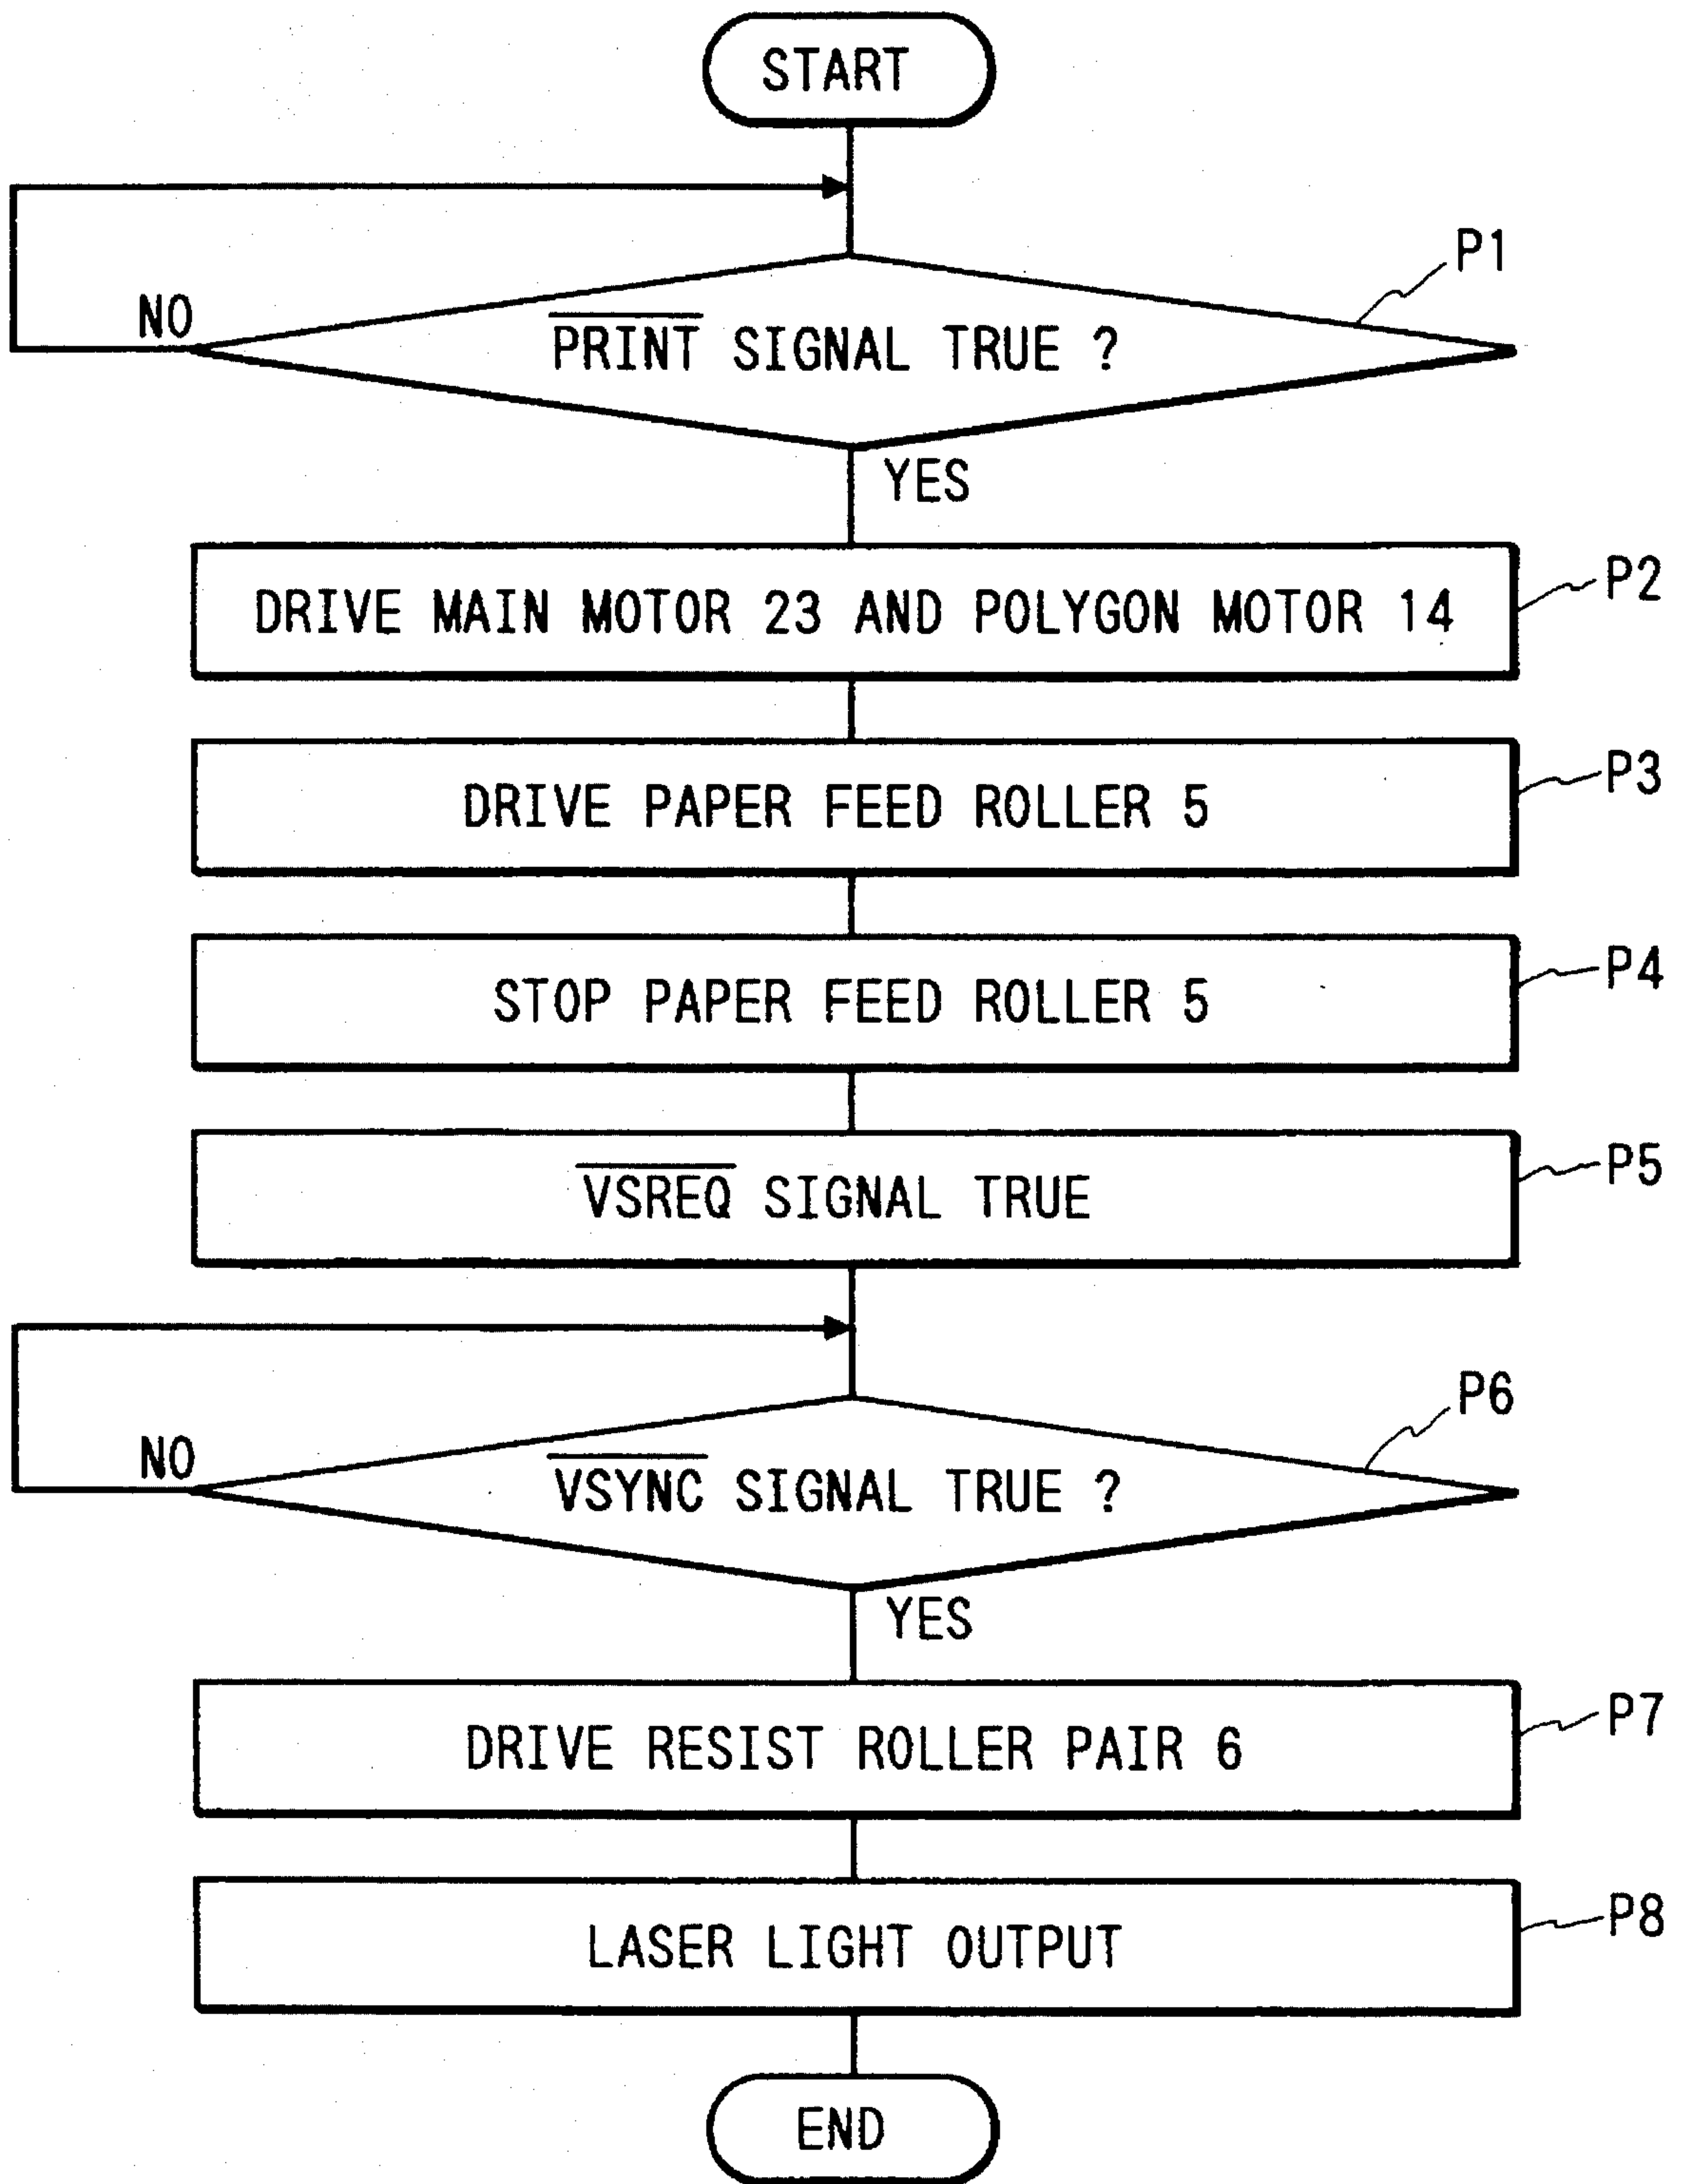 START
P1
NO
PRINT SIGNAL TRUE ?
YES
P2
DRIVE MAIN MOTOR 23 AND POLYGON MOTOR 14
P3
DRIVE PAPER FEED ROLLER 5
P4
STOP PAPER FEED ROLLER 5
P5
VSREQ SIGNAL TRUE
P6
NO
VSYNC SIGNAL TRUE ?
YES
P7
DRIVE RESIST ROLLER PAIR 6
P8
LASER LIGHT OUTPUT
END